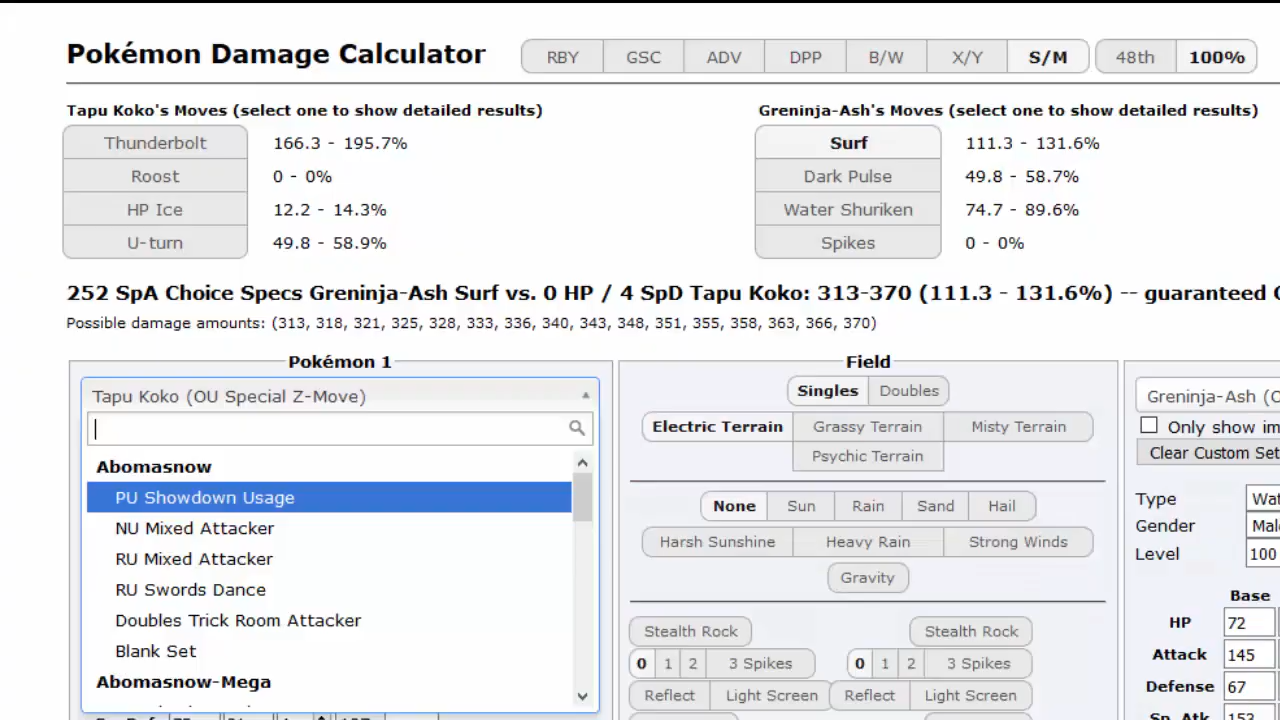 Pokémon Damage Calculator
RBY GSC ADV DPP B/W X/Y S/M 48th 100%
Tapu Koko's Moves (select one to show detailed results)
Thunderbolt 166.3 - 195.7%
Roost 0 - 0%
HP Ice 12.2 - 14.3%
U-turn 49.8 - 58.9%
Greninja-Ash's Moves (select one to show detailed results)
Surf 111.3 - 131.6%
Dark Pulse 49.8 - 58.7%
Water Shuriken 74.7 - 89.6%
Spikes 0 - 0%
252 SpA Choice Specs Greninja-Ash Surf vs. 0 HP / 4 SpD Tapu Koko: 313-370 (111.3 - 131.6%) -- guaranteed
Possible damage amounts: (313, 318, 321, 325, 328, 333, 336, 340, 343, 348, 351, 355, 358, 363, 366, 370)
Pokémon 1
Tapu Koko (OU Special Z-Move)
Abomasnow
PU Showdown Usage
NU Mixed Attacker
RU Mixed Attacker
RU Swords Dance
Doubles Trick Room Attacker
Blank Set
Abomasnow-Mega
Field
Singles Doubles
Electric Terrain Grassy Terrain Misty Terrain
Psychic Terrain
None Sun Rain Sand Hail
Harsh Sunshine Heavy Rain Strong Winds
Gravity
Stealth Rock Stealth Rock
0 1 2 3 Spikes 0 1 2 3 Spikes
Reflect Light Screen Reflect Light Screen
Greninja-Ash
Only show im
Clear Custom Set
Type Wat
Gender Mal
Level 100
Base
HP 72
Attack 145
Defense 67
Sp. Atk 153